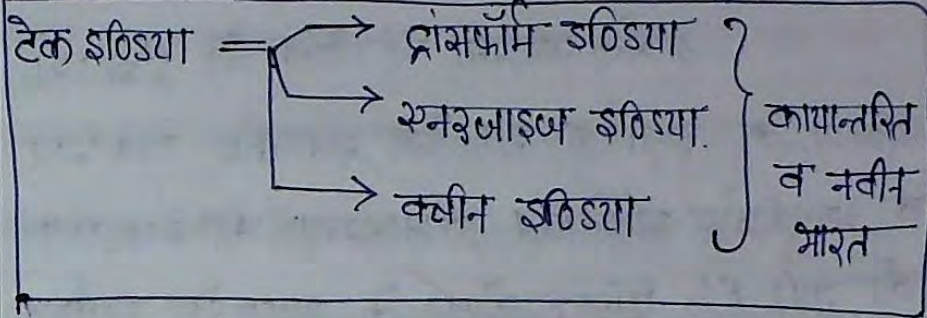 टेक इण्डिया = → ट्रांसफॉर्म इण्डिया
→ एनरजाइज इण्डिया.
→ क्लीन इण्डिया
} कायान्तरित
व नवीन
भारत